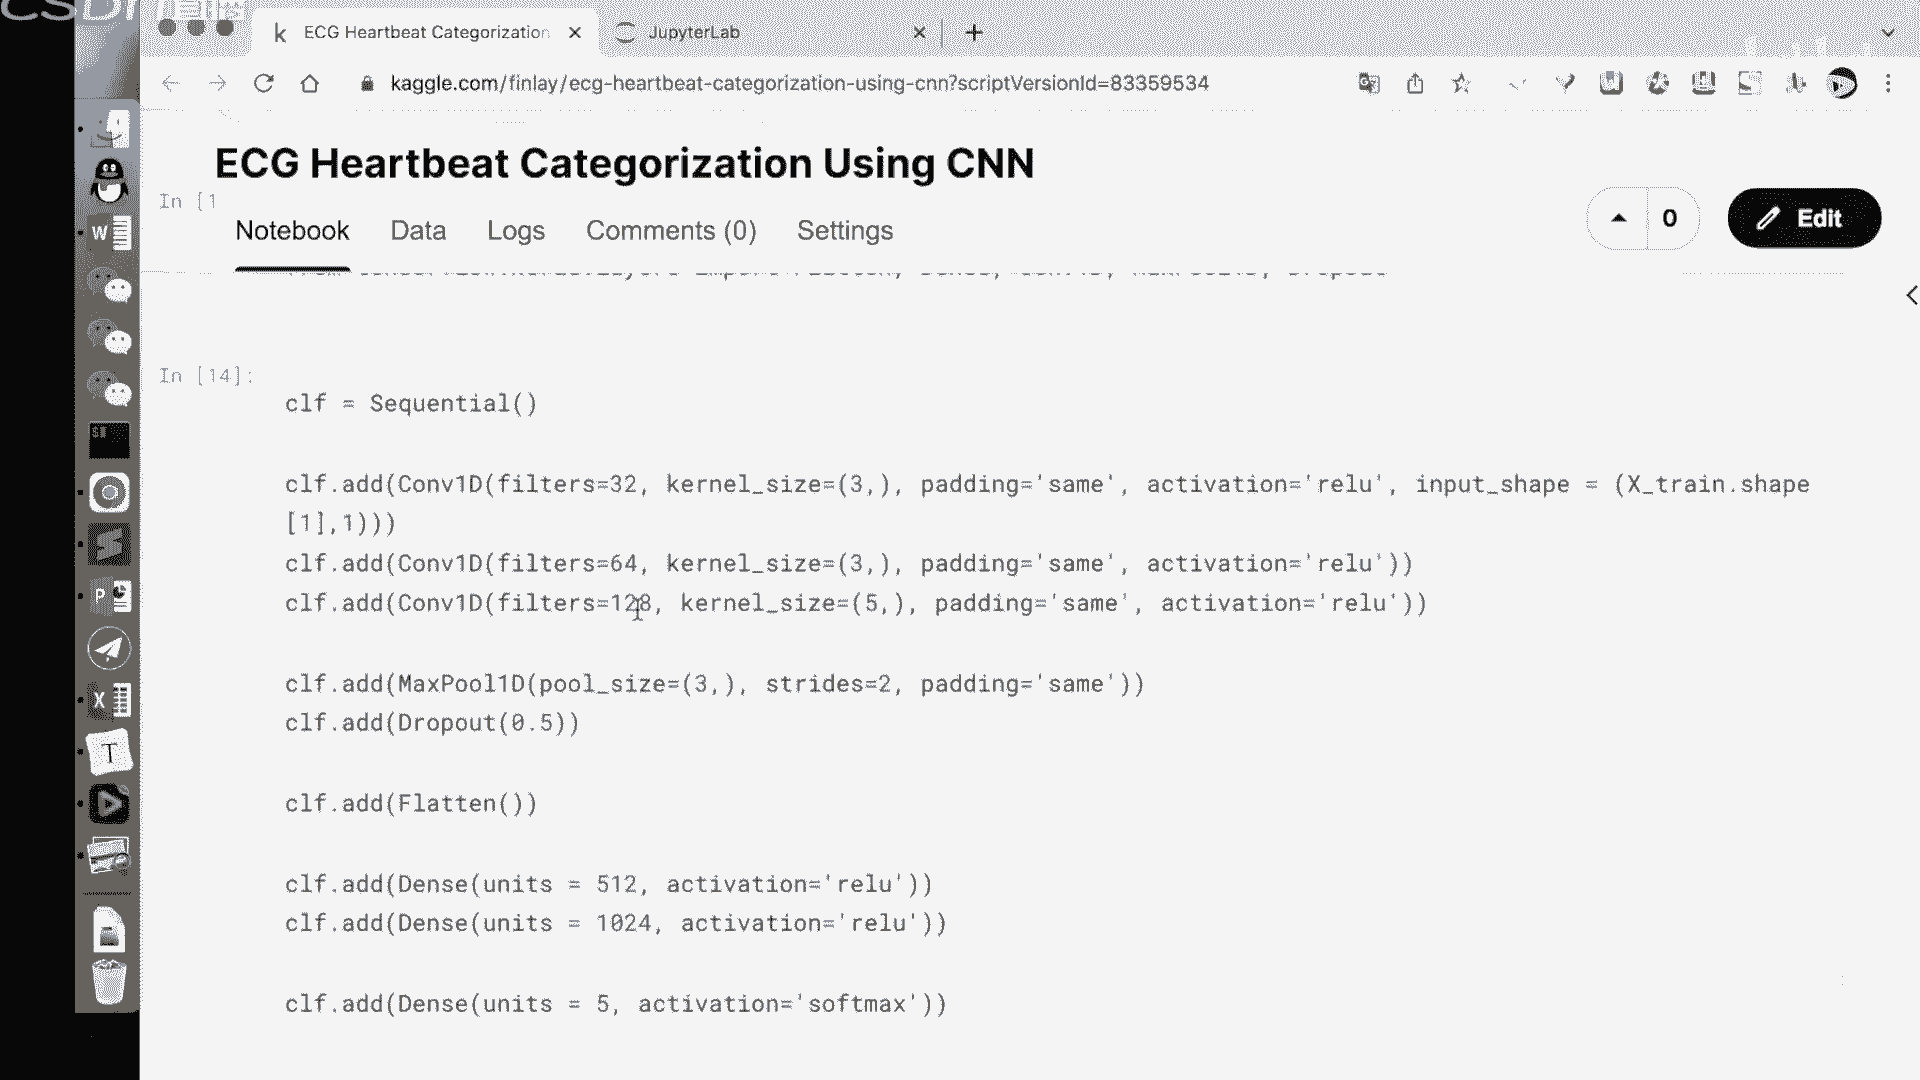 ECG Heartbeat Categorization
JupyterLab
kaggle.com/finlay/ecg-heartbeat-categorization-using-cnn?scriptVersionId=83359534
ECG Heartbeat Categorization Using CNN
In [1
Notebook Data Logs Comments (0) Settings
0
Edit
In [14]:
clf = Sequential()
clf.add(Conv1D(filters=32, kernel_size=(3,), padding='same', activation='relu', input_shape = (X_train.shape
[1],1)))
clf.add(Conv1D(filters=64, kernel_size=(3,), padding='same', activation='relu'))
clf.add(Conv1D(filters=128, kernel_size=(5,), padding='same', activation='relu'))
clf.add(MaxPool1D(pool_size=(3,), strides=2, padding='same'))
clf.add(Dropout(0.5))
clf.add(Flatten())
clf.add(Dense(units = 512, activation='relu'))
clf.add(Dense(units = 1024, activation='relu'))
clf.add(Dense(units = 5, activation='softmax'))